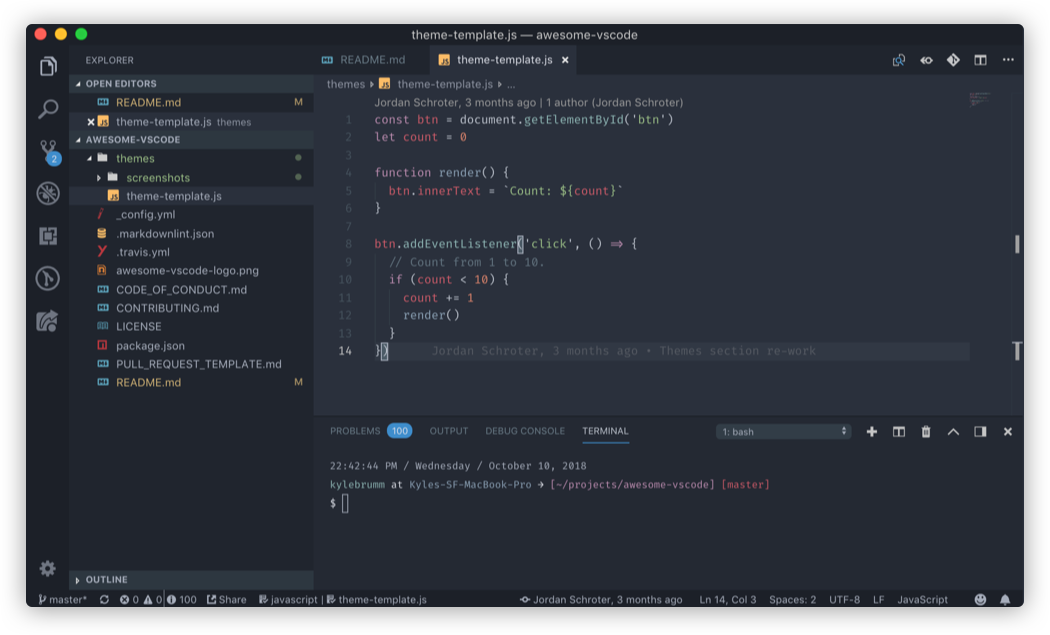 theme-template.js — awesome-vscode
EXPLORER
OPEN EDITORS
README.md M
theme-template.js themes
AWESOME-VSCODE
themes
screenshots
theme-template.js
_config.yml
.markdownlint.json
.travis.yml
awesome-vscode-logo.png
CODE_OF_CONDUCT.md
CONTRIBUTING.md
LICENSE
package.json
PULL_REQUEST_TEMPLATE.md
README.md M
OUTLINE
2
README.md
JS theme-template.js ×
themes ▸ JS theme-template.js ▸ ...
Jordan Schroter, 3 months ago | 1 author (Jordan Schroter)
1 const btn = document.getElementById('btn')
2 let count = 0
3
4 function render() {
5 btn.innerText = `Count: ${count}`
6 }
7
8 btn.addEventListener('click', () => {
9 // Count from 1 to 10.
10 if (count < 10) {
11 count += 1
12 render()
13 }
14 }) Jordan Schroter, 3 months ago • Themes section re-work
PROBLEMS 100 OUTPUT DEBUG CONSOLE TERMINAL 1: bash
22:42:44 PM / Wednesday / October 10, 2018
kylebrumm at Kyles-SF-MacBook-Pro → [~/projects/awesome-vscode] [master]
$
master* 0 0 100 Share javascript | theme-template.js Jordan Schroter, 3 months ago Ln 14, Col 3 Spaces: 2 UTF-8 LF JavaScript